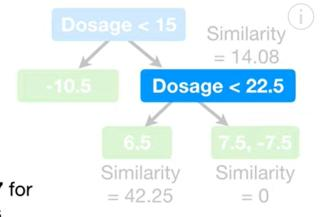 Dosage < 15
Similarity
= 14.08
-10.5
Dosage < 22.5
6.5
7.5, -7.5
for
Similarity
= 42.25
Similarity
= 0